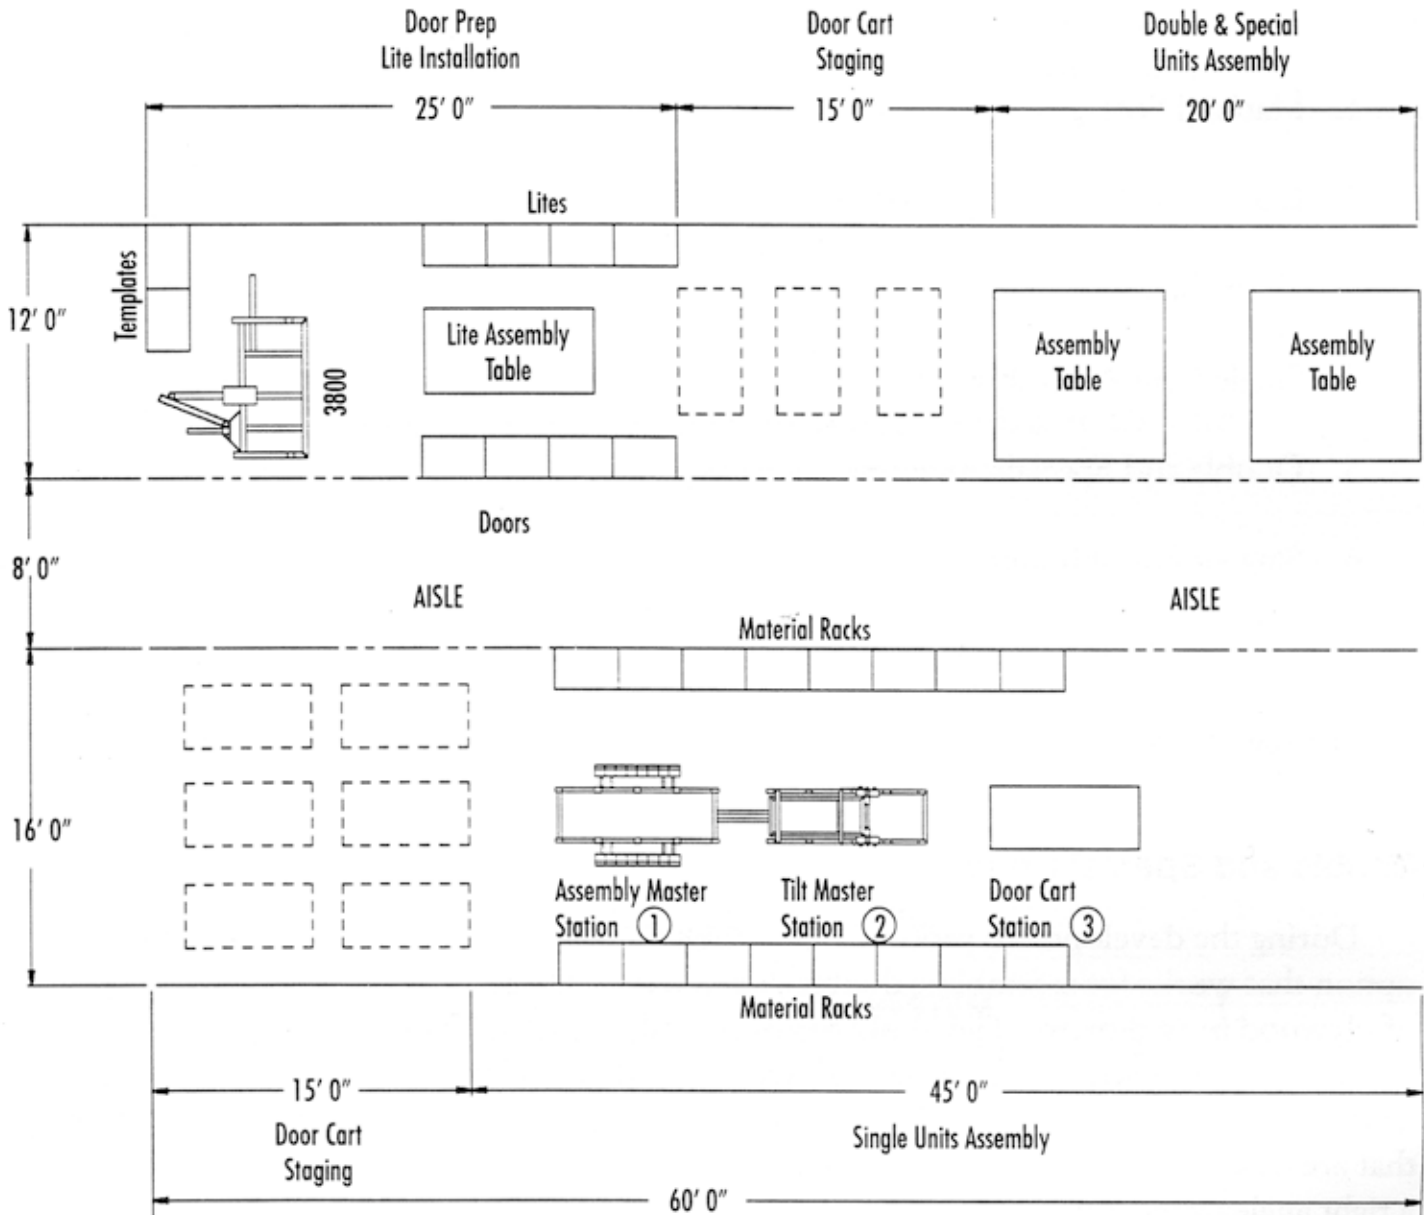 Door Prep
Lite Installation
Door Cart
Staging
Double & Special
Units Assembly
25' 0"
15' 0"
20' 0"
Lites
Templates
12' 0"
3800
Lite Assembly
Table
Assembly
Table
Assembly
Table
Doors
8' 0"
AISLE
AISLE
Material Racks
16' 0"
Assembly Master
Station 1
Tilt Master
Station 2
Door Cart
Station 3
During the devel
Material Racks
15' 0"
45' 0"
Door Cart
Staging
Single Units Assembly
60' 0"